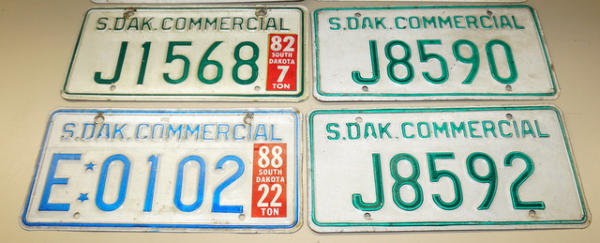 S.DAK.COMMERCIAL
J1568
82
SOUTH
DAKOTA
7
TON
S.DAK.COMMERCIAL
J8590
S.DAK.COMMERCIAL
E 0102
88
SOUTH
DAKOTA
22
TON
S.DAK.COMMERCIAL
J8592